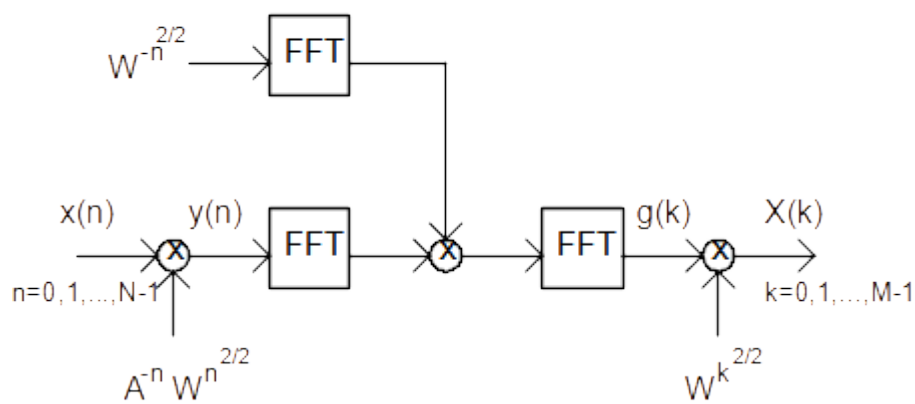 FFT
W^-n^2/2
x(n)
y(n)
FFT
FFT
g(k)
X(k)
x
x
x
n=0,1,...,N-1
k=0,1,...,M-1
A^-n W^n^2/2
W^k^2/2